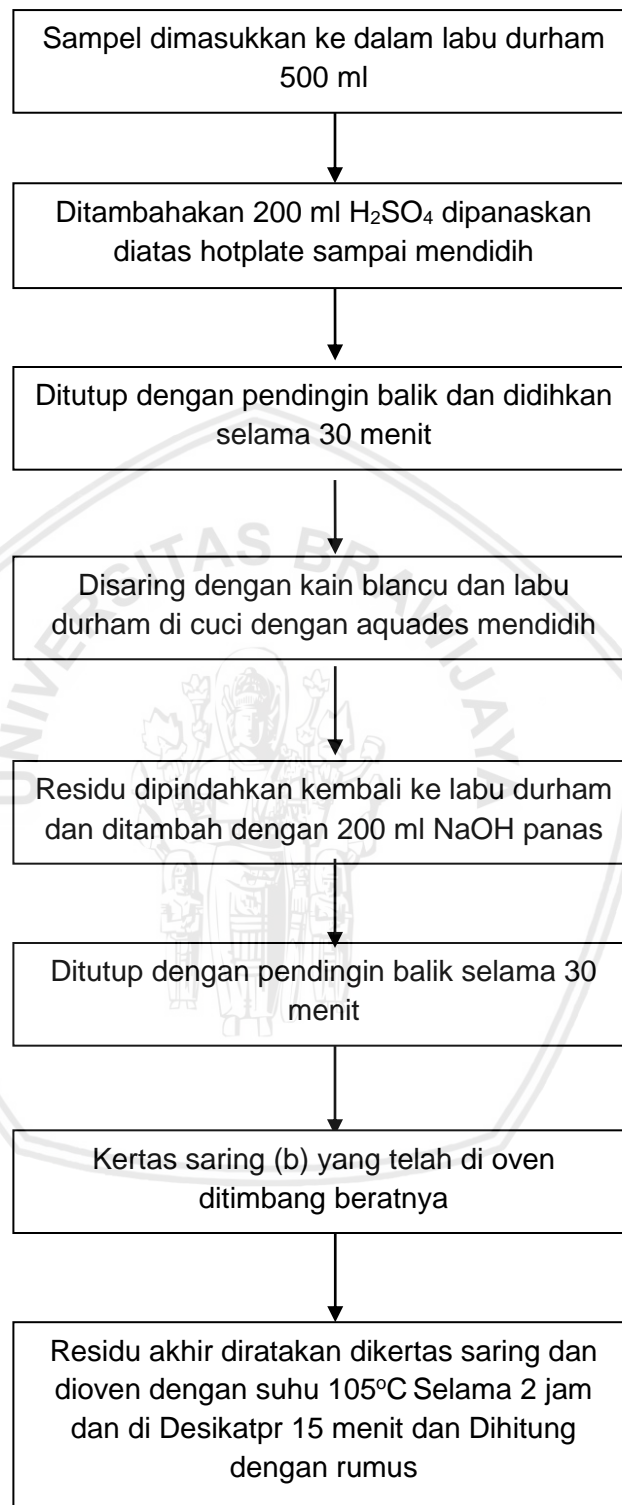 Sampel dimasukkan ke dalam labu durham
500 ml
Ditambahakan 200 ml H₂SO₄ dipanaskan
diatas hotplate sampai mendidih
Ditutup dengan pendingin balik dan didihkan
selama 30 menit
UNIVERSITAS BRAWIJAYA
Disaring dengan kain blancu dan labu
durham di cuci dengan aquades mendidih
Residu dipindahkan kembali ke labu durham
dan ditambah dengan 200 ml NaOH panas
Ditutup dengan pendingin balik selama 30
menit
Kertas saring (b) yang telah di oven
ditimbang beratnya
Residu akhir diratakan dikertas saring dan
dioven dengan suhu 105ºC Selama 2 jam
dan di Desikatpr 15 menit dan Dihitung
dengan rumus